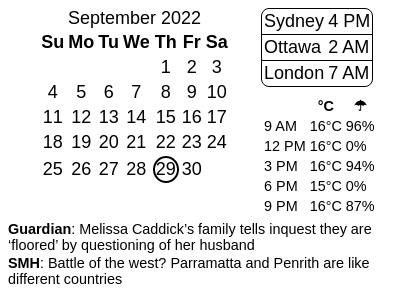 September 2022
Su Mo Tu We Th Fr Sa
1 2 3
4 5 6 7 8 9 10
11 12 13 14 15 16 17
18 19 20 21 22 23 24
25 26 27 28 29 30
Sydney 4 PM
Ottawa 2 AM
London 7 AM
°C ☂
9 AM 16°C 96%
12 PM 16°C 0%
3 PM 16°C 94%
6 PM 15°C 0%
9 PM 16°C 87%
Guardian: Melissa Caddick’s family tells inquest they are
‘floored’ by questioning of her husband
SMH: Battle of the west? Parramatta and Penrith are like
different countries